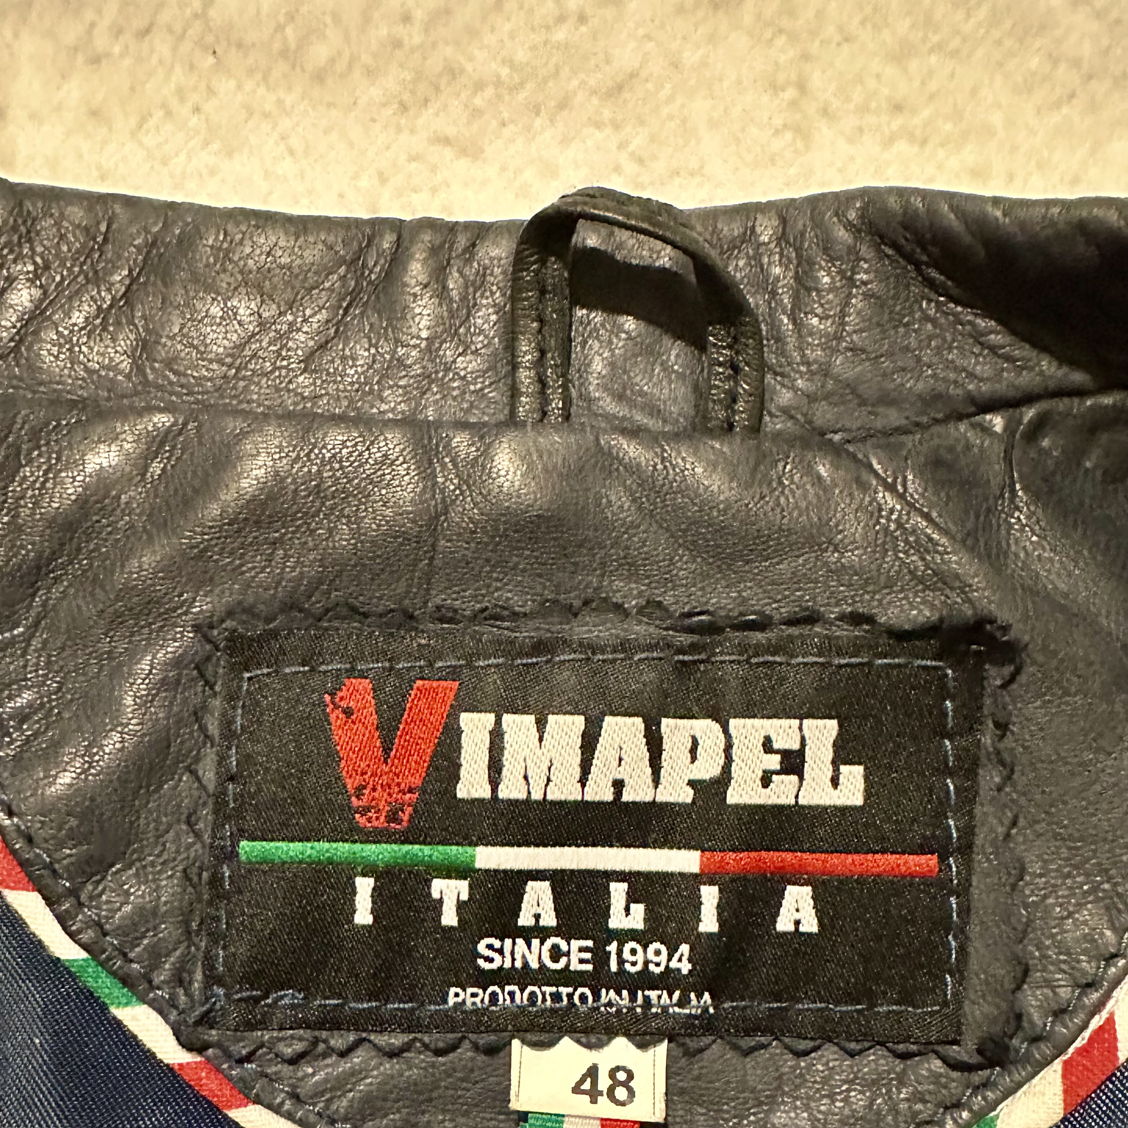 VIMAPEL
ITALIA
SINCE 1994
PRODOTTO IN ITALIA
48